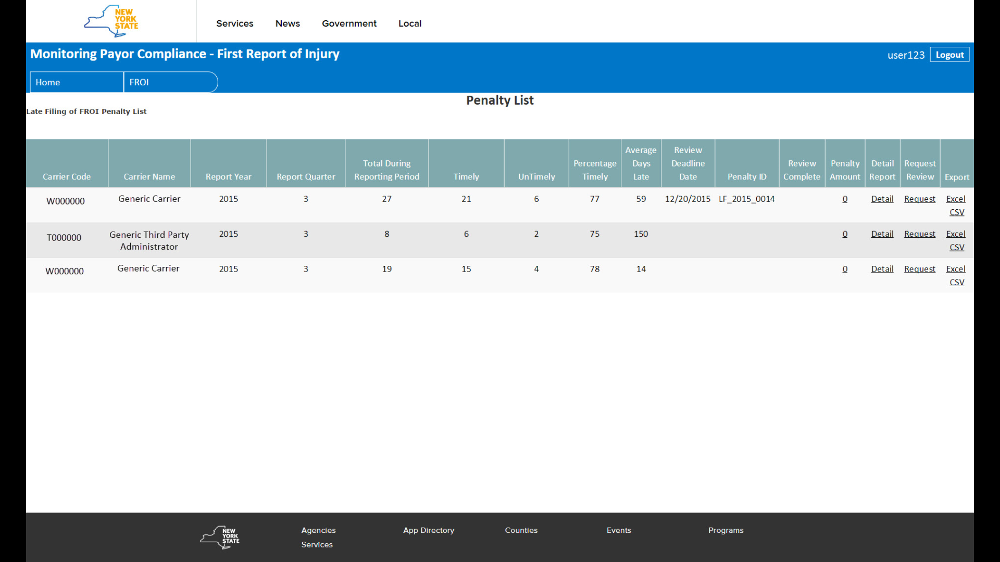 NEW
YORK
STATE
Services News Government Local
Monitoring Payor Compliance - First Report of Injury
user123 Logout
Home FROI
Penalty List
Late Filing of FROI Penalty List
Carrier Code Carrier Name Report Year Report Quarter Total During Reporting Period Timely UnTimely Percentage Timely Average Days Late Review Deadline Date Penalty ID Review Complete Penalty Amount Detail Report Request Review Export
W000000 Generic Carrier 2015 3 27 21 6 77 59 12/20/2015 LF_2015_0014 0 Detail Request Excel
CSV
T000000 Generic Third Party Administrator 2015 3 8 6 2 75 150 0 Detail Request Excel
CSV
W000000 Generic Carrier 2015 3 19 15 4 78 14 0 Detail Request Excel
CSV
NEW
YORK
STATE
Agencies App Directory Counties Events Programs
Services